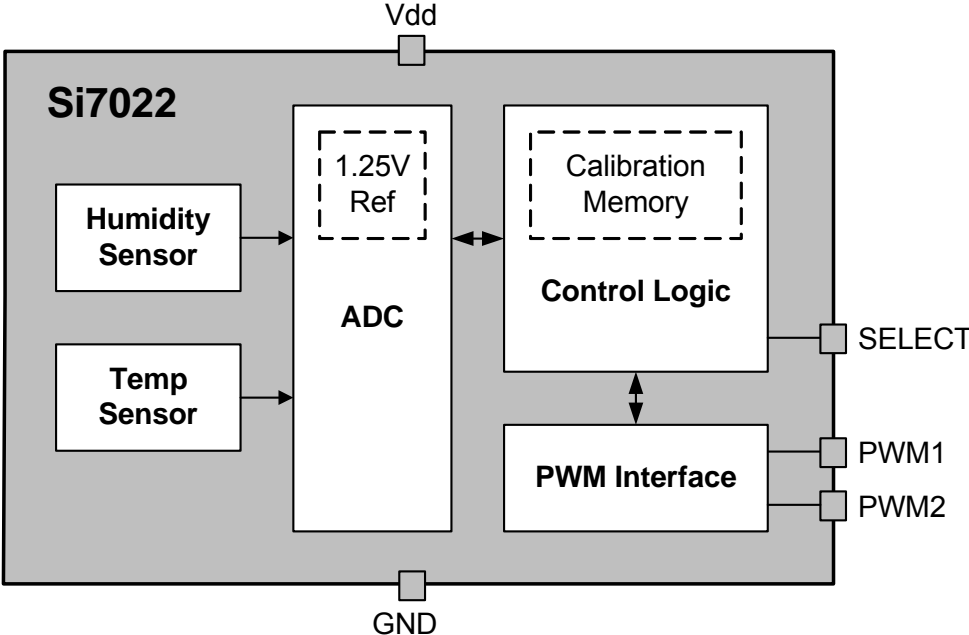 Vdd
Si7022
1.25V
Ref
Calibration
Memory
Humidity
Sensor
Control Logic
ADC
SELECT
Temp
Sensor
PWM Interface
PWM1
PWM2
GND